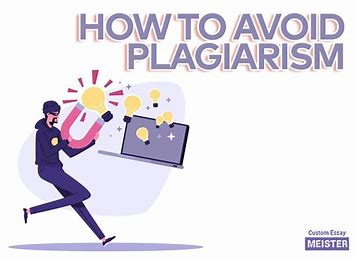 HOW TO AVOID
PLAGIARISM
Custom Essay
MEISTER